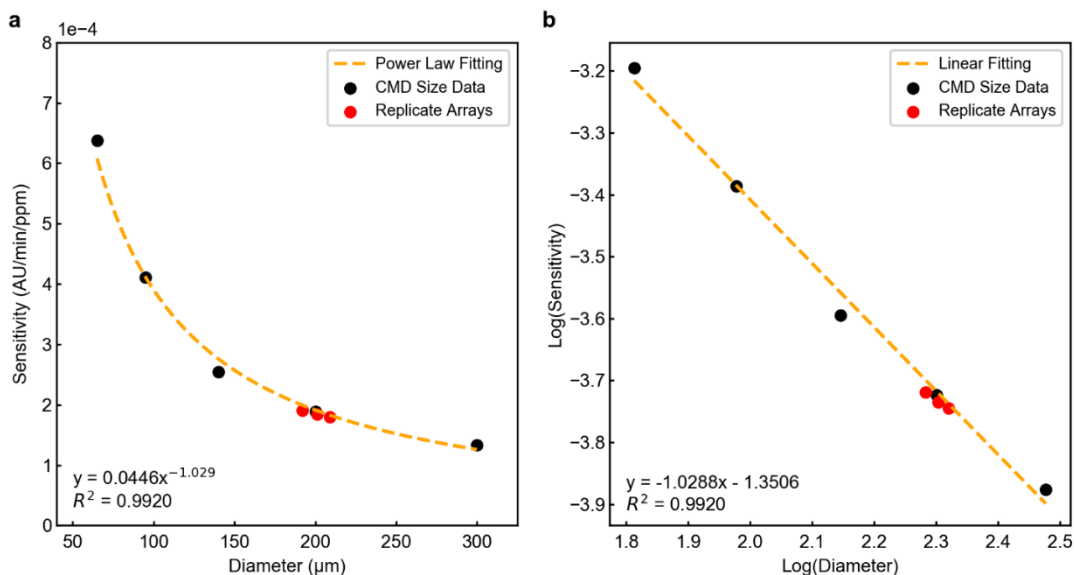 a
1e−4
8
7
6
5
4
3
2
1
0
Sensitivity (AU/min/ppm)
Power Law Fitting
CMD Size Data
Replicate Arrays
y = 0.0446x^−1.029
R² = 0.9920
50 100 150 200 250 300
Diameter (µm)
b
−3.2
−3.3
−3.4
−3.5
−3.6
−3.7
−3.8
−3.9
Log(Sensitivity)
Linear Fitting
CMD Size Data
Replicate Arrays
y = -1.0288x - 1.3506
R² = 0.9920
1.8 1.9 2.0 2.1 2.2 2.3 2.4 2.5
Log(Diameter)